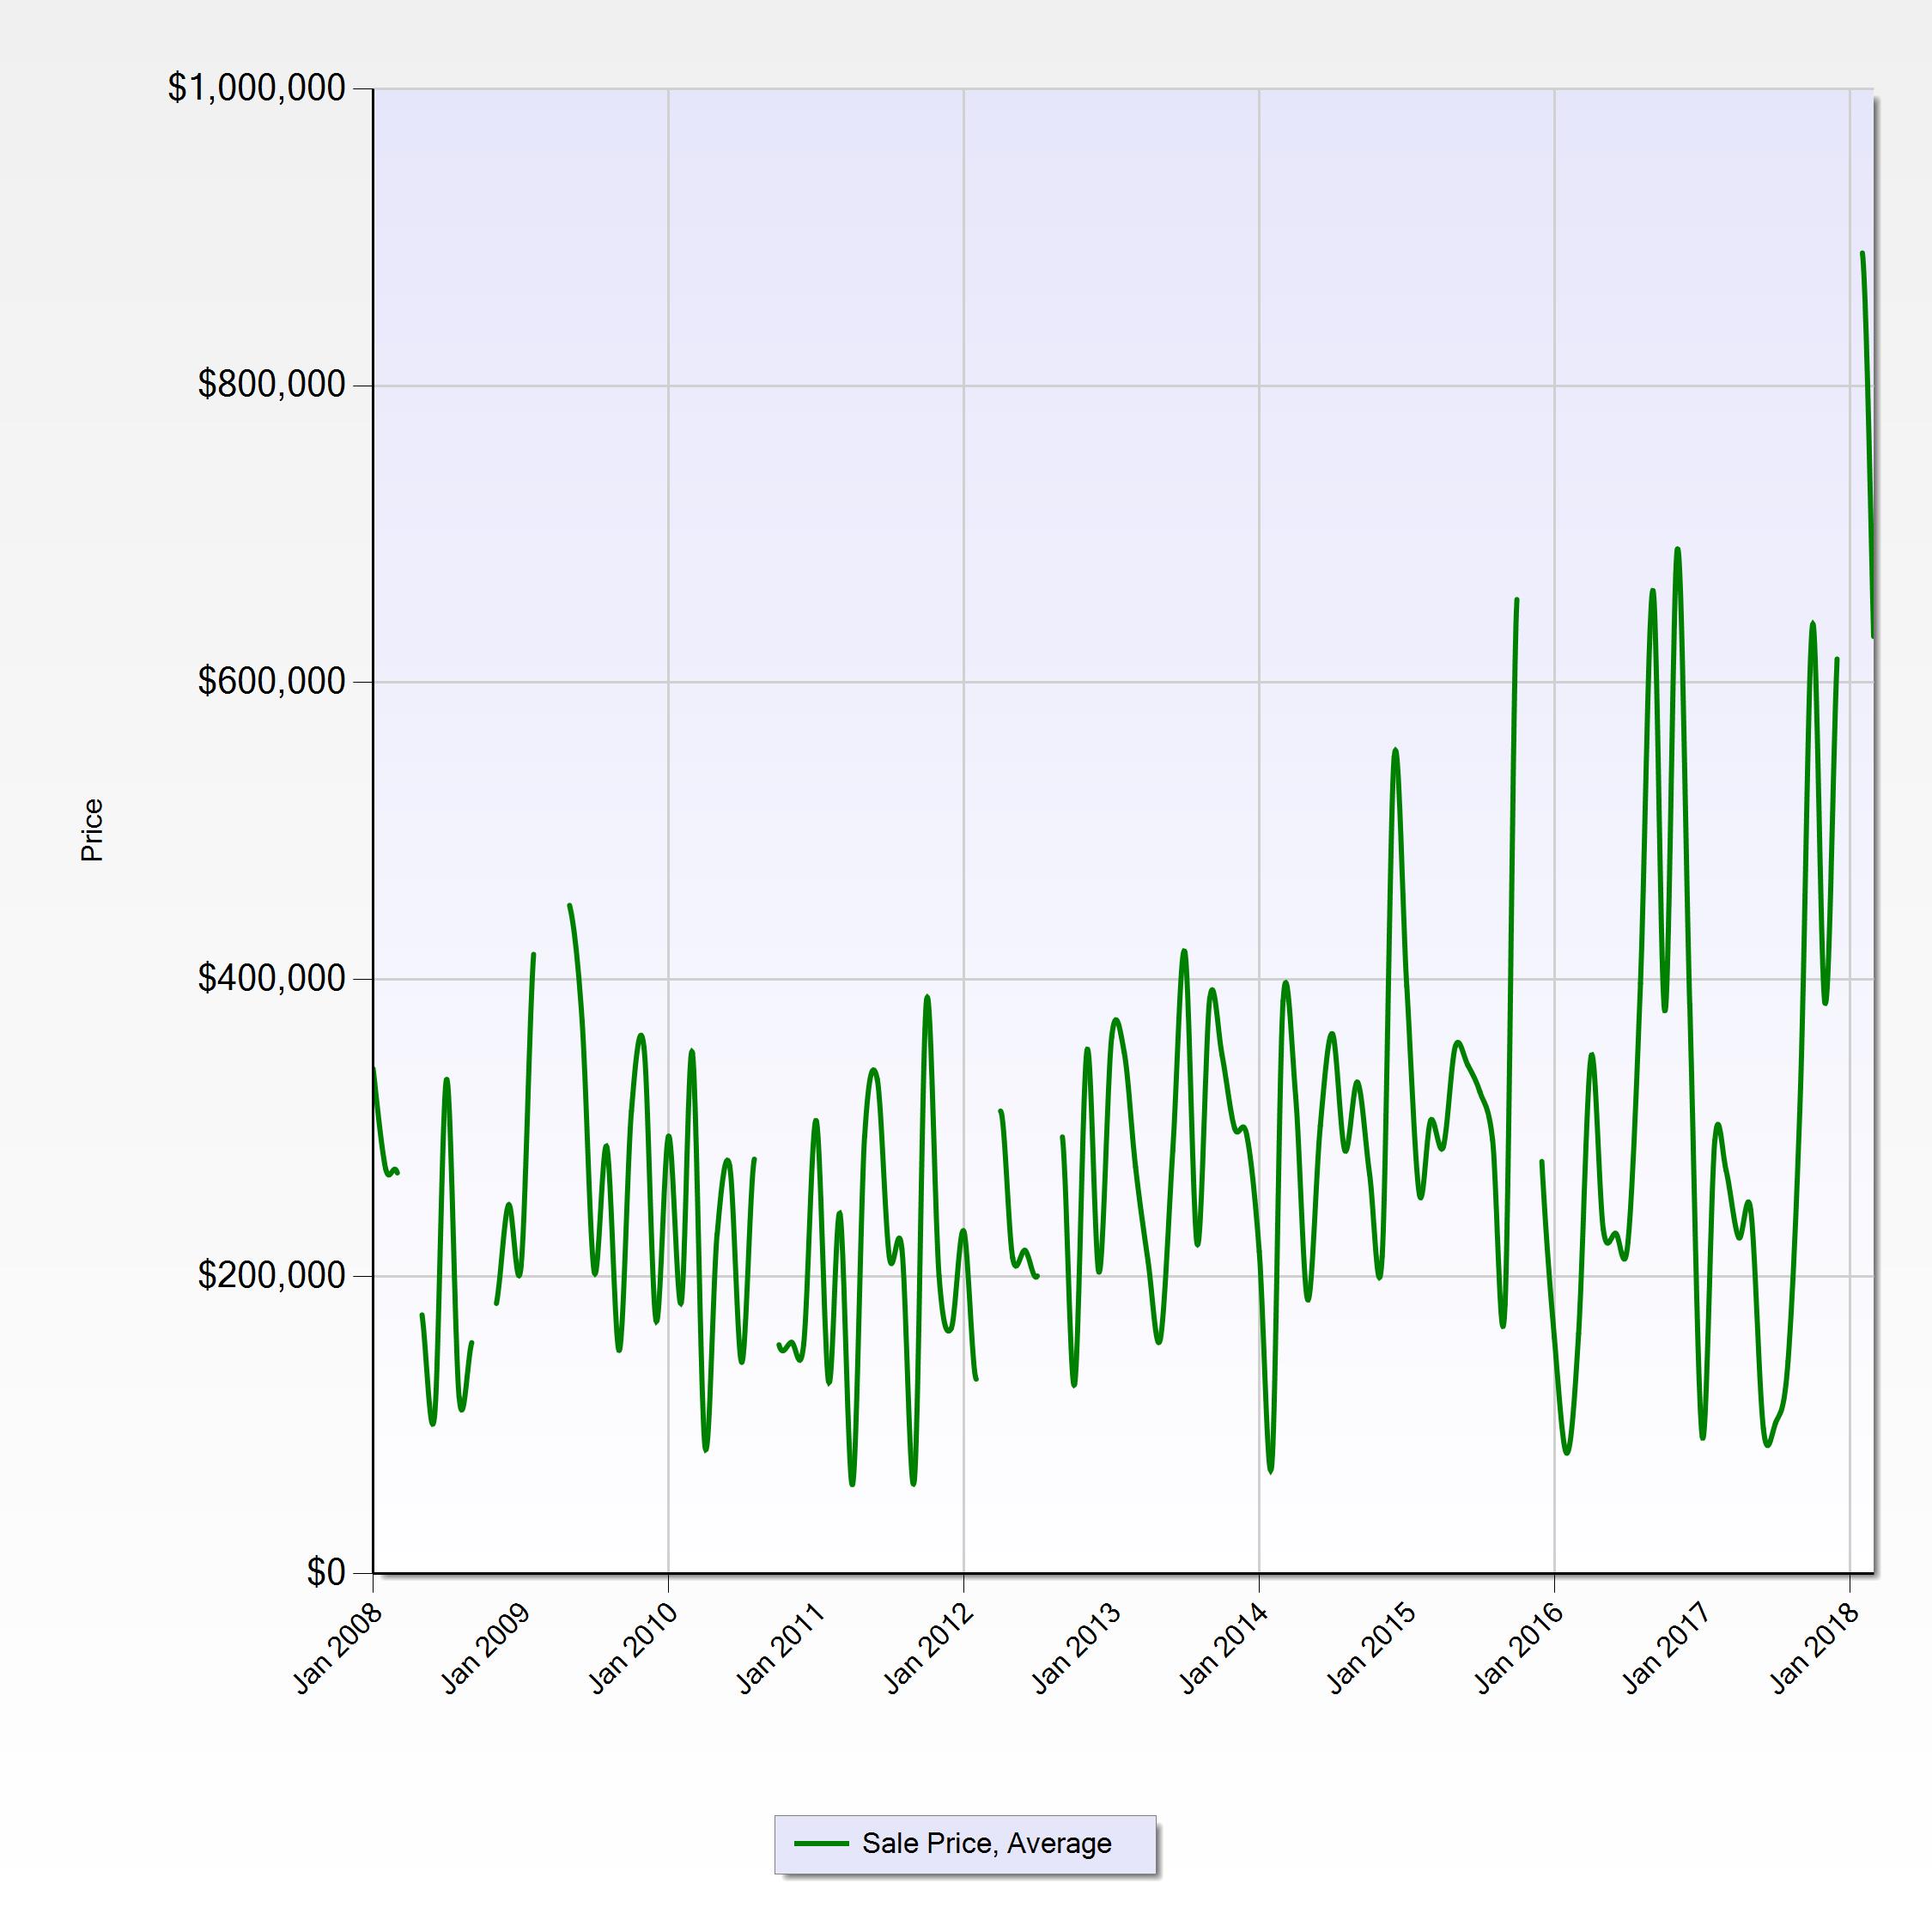 $1,000,000
$800,000
$600,000
$400,000
$200,000
$0
Price
Jan 2008
Jan 2009
Jan 2010
Jan 2011
Jan 2012
Jan 2013
Jan 2014
Jan 2015
Jan 2016
Jan 2017
Jan 2018
Sale Price, Average